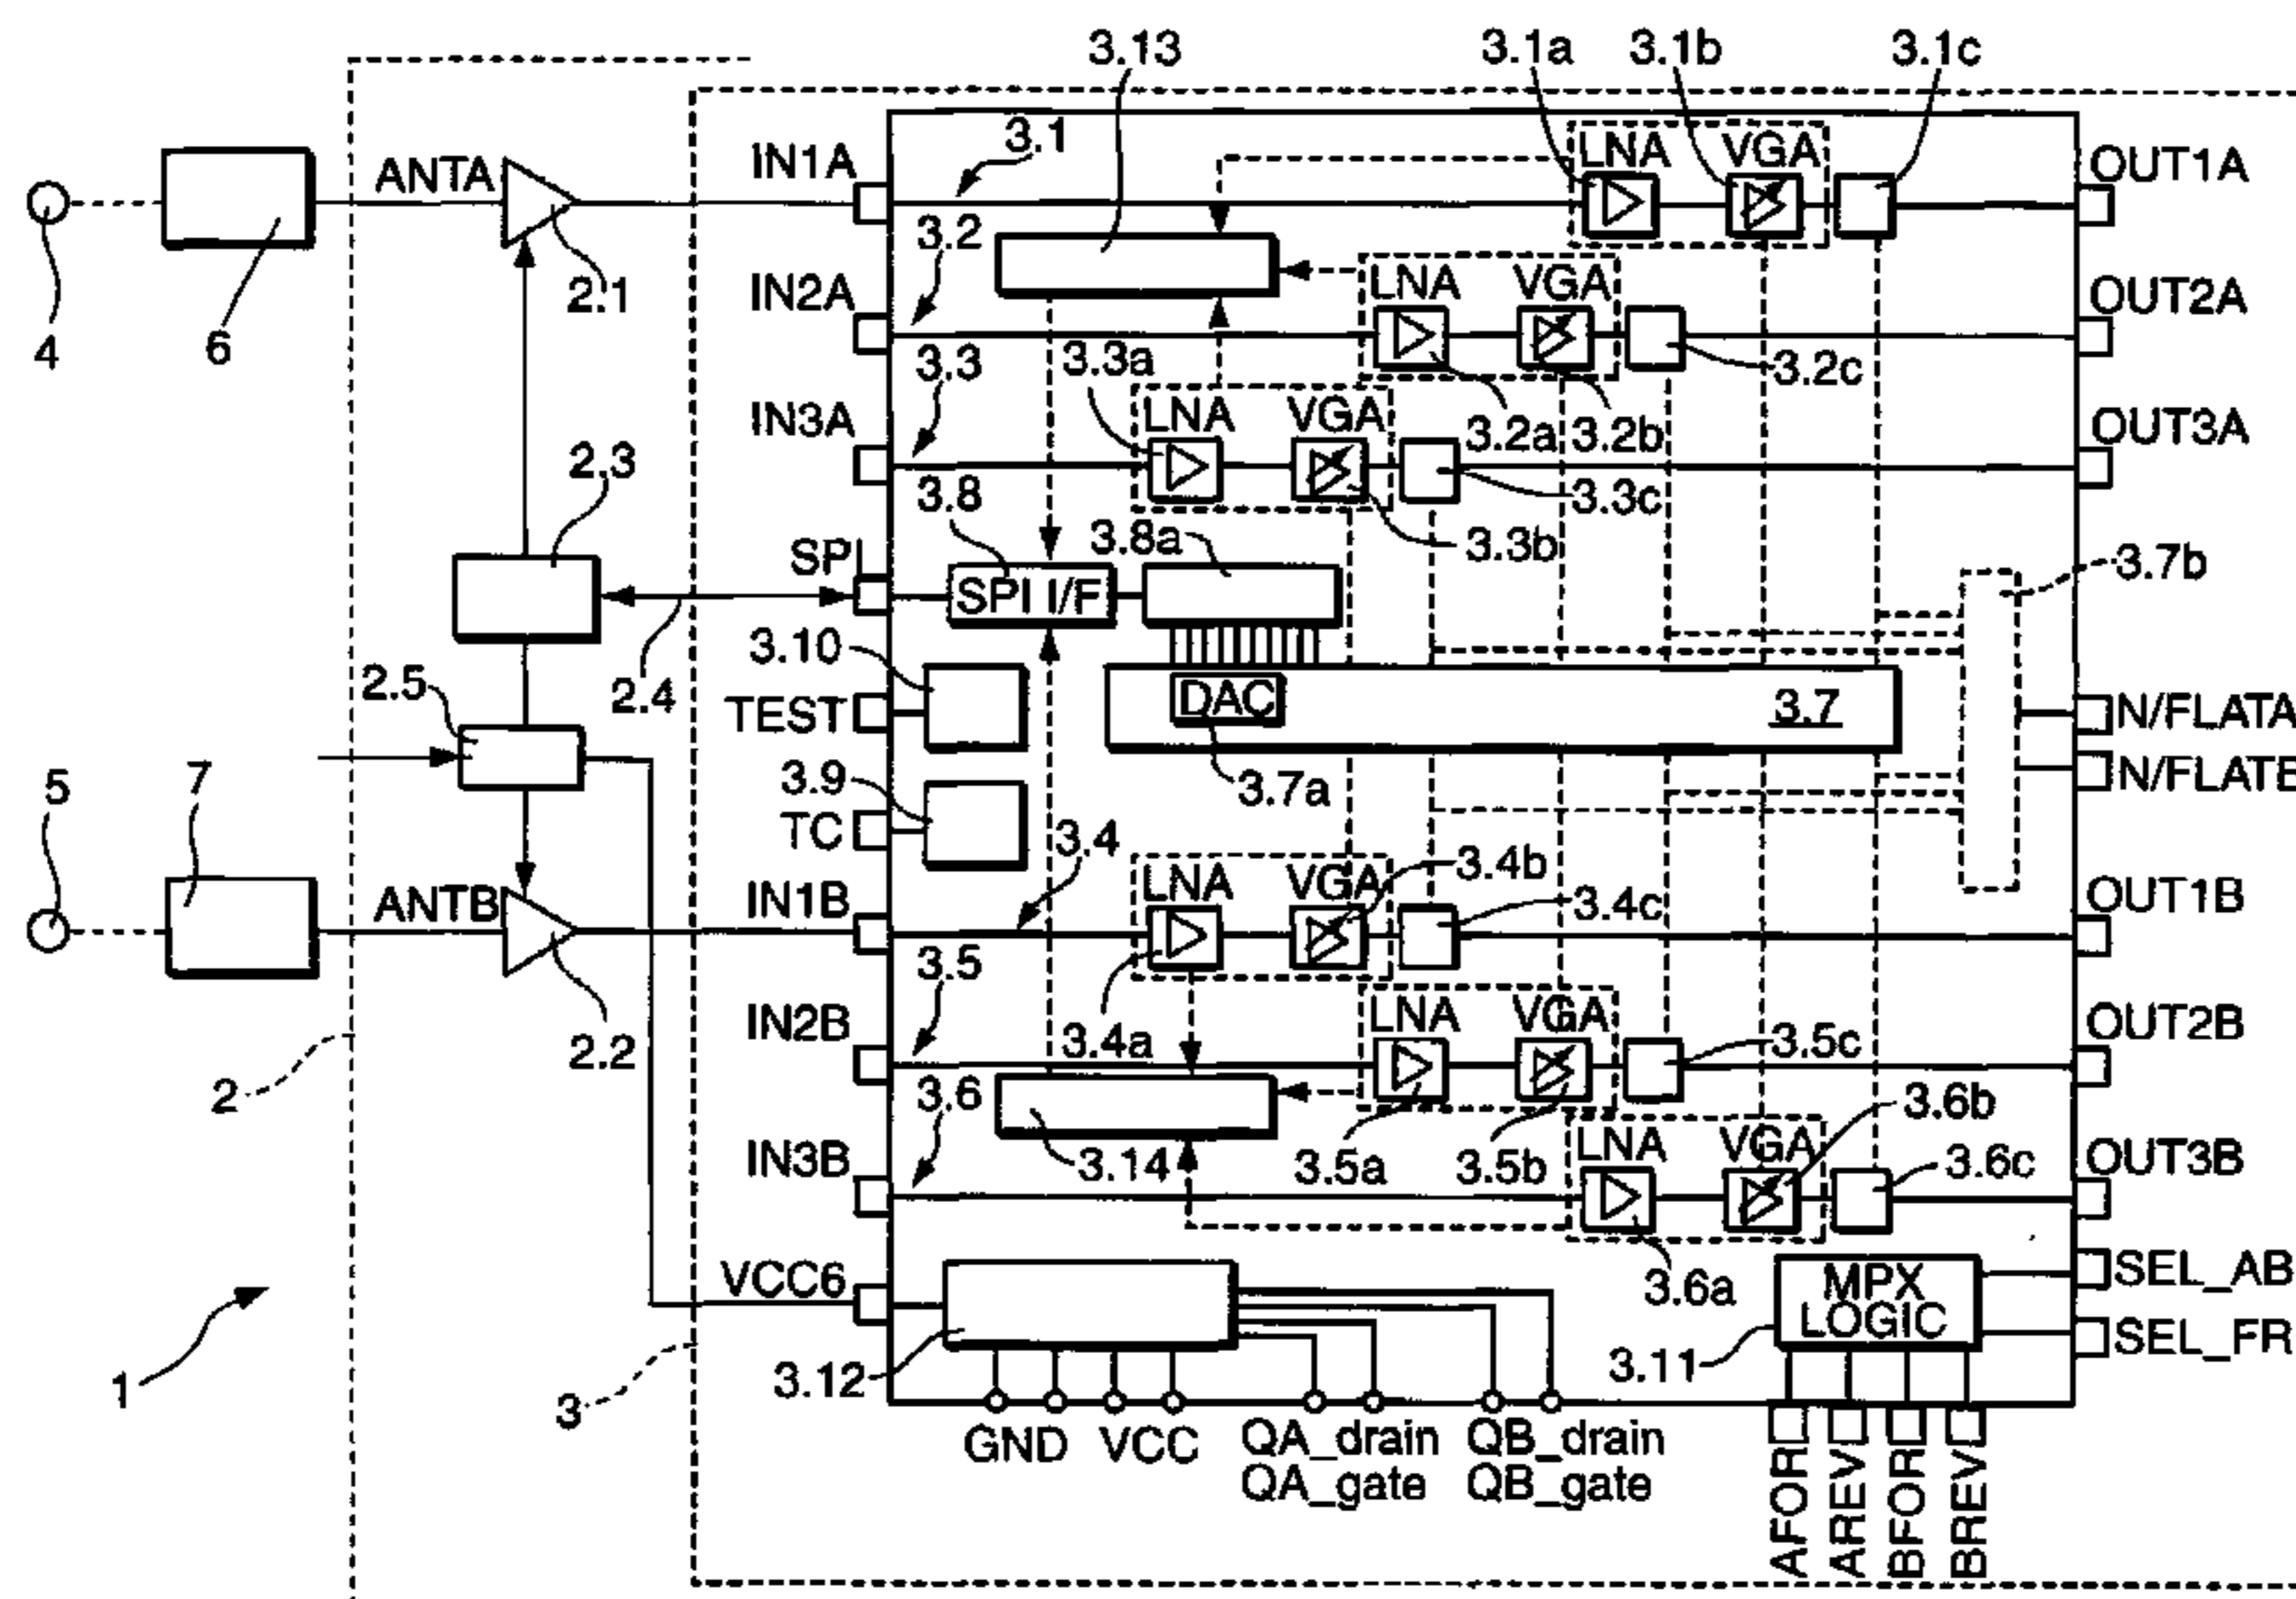 3.13
3.1a
3.1b
3.1c
3.1
IN1A
ANTA
LNA
VGA
OUT1A
3.2
4
6
2.1
IN2A
LNA
VGA
OUT2A
3.3
3.3a
3.2c
IN3A
LNA
VGA
3.2a
3.2b
OUT3A
2.3
3.8
3.3c
3.8a
3.3b
SPI
SPI I/F
3.7b
3.10
2.5
2.4
TEST
DAC
3.7
N/FLATA
7
5
3.9
3.7a
N/FLATB
TC
3.4
3.4b
ANTB
IN1B
LNA
VGA
3.4c
OUT1B
3.5
IN2B
2.2
3.4a
LNA
VGA
3.5c
OUT2B
2
3.6
3.6b
IN3B
3.14
3.5a
3.5b
LNA
VGA
3.6c
OUT3B
VCC6
3.6a
MPX
LOGIC
SEL_AB
SEL_FR
1
3
3.12
3.11
GND
VCC
QA_drain
QB_drain
QA_gate
QB_gate
AFOR
AREV
BFOR
BREV